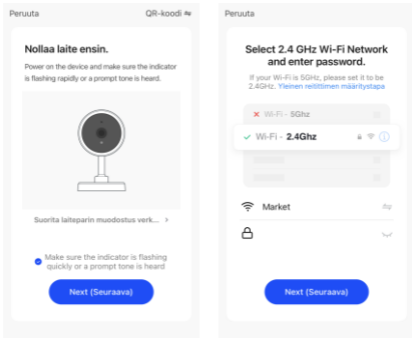 Peruuta
QR-koodi
Nollaa laite ensin.
Power on the device and make sure the indicator
is flashing rapidly or a prompt tone is heard.
Suorita laiteparin muodostus verk... >
Make sure the indicator is flashing
quickly or a prompt tone is heard
Next (Seuraava)
Peruuta
Select 2.4 GHz Wi-Fi Network
and enter password.
If your Wi-Fi is 5GHz, please set it to be
2.4GHz. Yleinen reitittimen määritystapa
Wi-Fi - 5Ghz
Wi-Fi - 2.4Ghz
Market
Next (Seuraava)